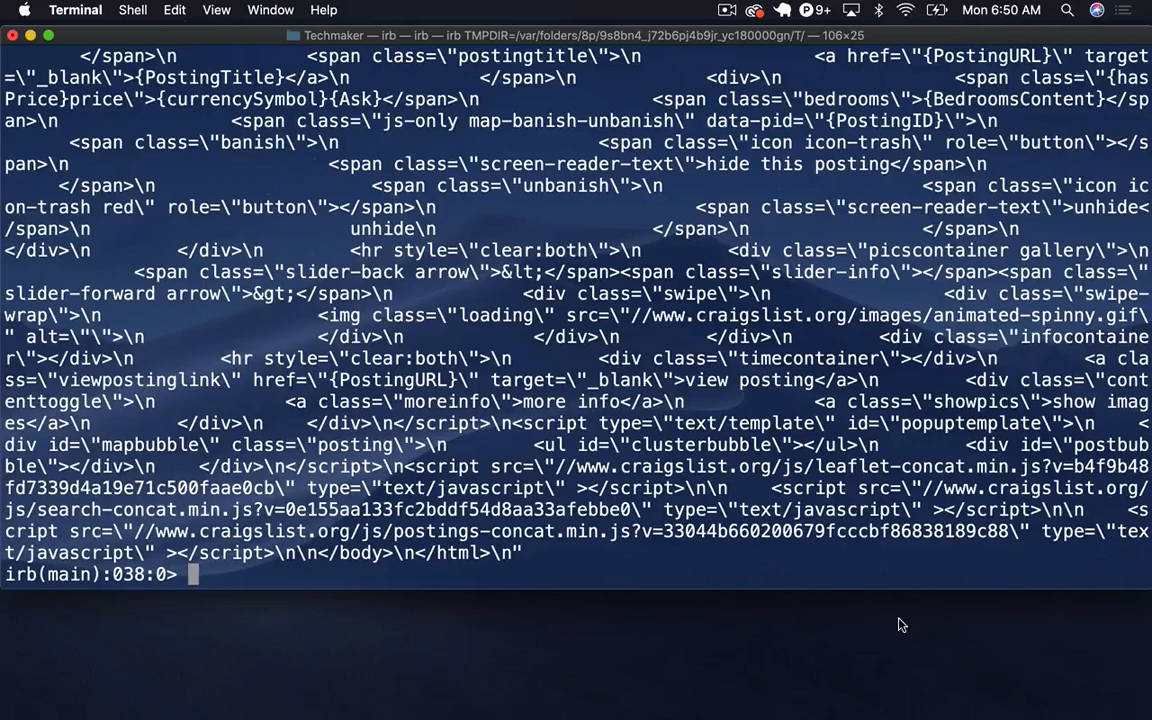 Terminal Shell Edit View Window Help 9+ Mon 6:50 AM
Techmaker — irb — irb — irb TMPDIR=/var/folders/8p/9s8bn4_j72b6pj4b9jr_yc180000gn/T/ — 106×25
</span>\n <span class=\"postingtitle\">\n <a href=\"{PostingURL}\" target
=\"_blank\">{PostingTitle}</a>\n </span>\n <div>\n <span class=\"{has
Price}price\">{currencySymbol}{Ask}</span>\n <span class=\"bedrooms\">{BedroomsContent}</sp
an>\n <span class=\"js-only map-banish-unbanish\" data-pid=\"{PostingID}\">\n
<span class=\"banish\">\n <span class=\"icon icon-trash\" role=\"button\"></s
pan>\n <span class=\"screen-reader-text\">hide this posting</span>\n
</span>\n <span class=\"unbanish\">\n <span class=\"icon ic
on-trash red\" role=\"button\"></span>\n <span class=\"screen-reader-text\">unhide<
/span>\n unhide\n </span>\n </span>\n
</div>\n </div>\n <hr style=\"clear:both\">\n <div class=\"picscontainer gallery\">\n
<span class=\"slider-back arrow\">&lt;</span><span class=\"slider-info\"></span><span class=\"
slider-forward arrow\">&gt;</span>\n <div class=\"swipe\">\n <div class=\"swipe-
wrap\">\n <img class=\"loading\" src=\"//www.craigslist.org/images/animated-spinny.gif\
" alt=\"\">\n </div>\n </div>\n <div class=\"infocontaine
r\"></div>\n <hr style=\"clear:both\">\n <div class=\"timecontainer\"></div>\n <a cla
ss=\"viewpostinglink\" href=\"{PostingURL}\" target=\"_blank\">view posting</a>\n <div class=\"cont
enttoggle\">\n <a class=\"moreinfo\">more info</a>\n <a class=\"showpics\">show imag
es</a>\n </div>\n </div>\n</script>\n<script type=\"text/template\" id=\"popuptemplate\">\n <
div id=\"mapbubble\" class=\"posting\">\n <ul id=\"clusterbubble\"></ul>\n <div id=\"postbub
ble\"></div>\n </div>\n</script>\n<script src=\"//www.craigslist.org/js/leaflet-concat.min.js?v=b4f9b48
fd7339d4a19e71c500faae0cb\" type=\"text/javascript\" ></script>\n\n <script src=\"//www.craigslist.org/
js/search-concat.min.js?v=0e155aa133fc2bddf54d8aa33afebbe0\" type=\"text/javascript\" ></script>\n\n <s
cript src=\"//www.craigslist.org/js/postings-concat.min.js?v=33044b660200679fcccbf86838189c88\" type=\"tex
t/javascript\" ></script>\n\n</body>\n</html>\n"
irb(main):038:0>